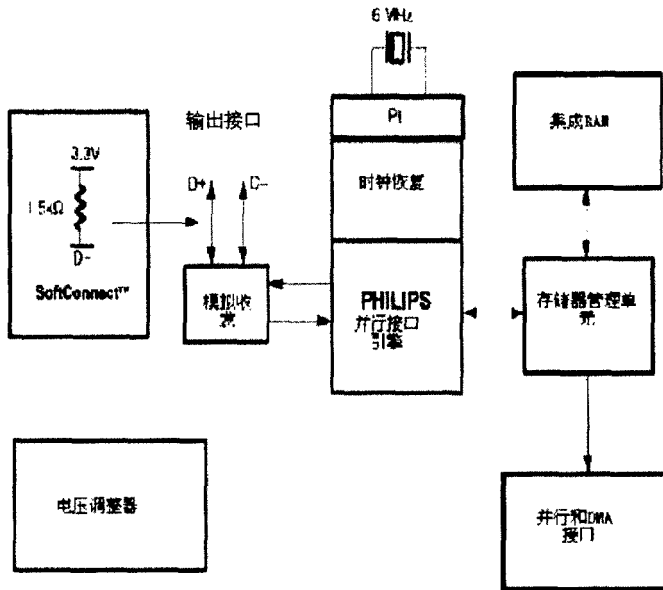 6 MHz
输出接口
D+
D-
3.3V
1.5kΩ
D-
SoftConnect™
模拟收发
时钟恢复
PHILIPS
并行接口
引擎
集成RAM
存储器管理单
元
电压调整器
并行和DMA
接口